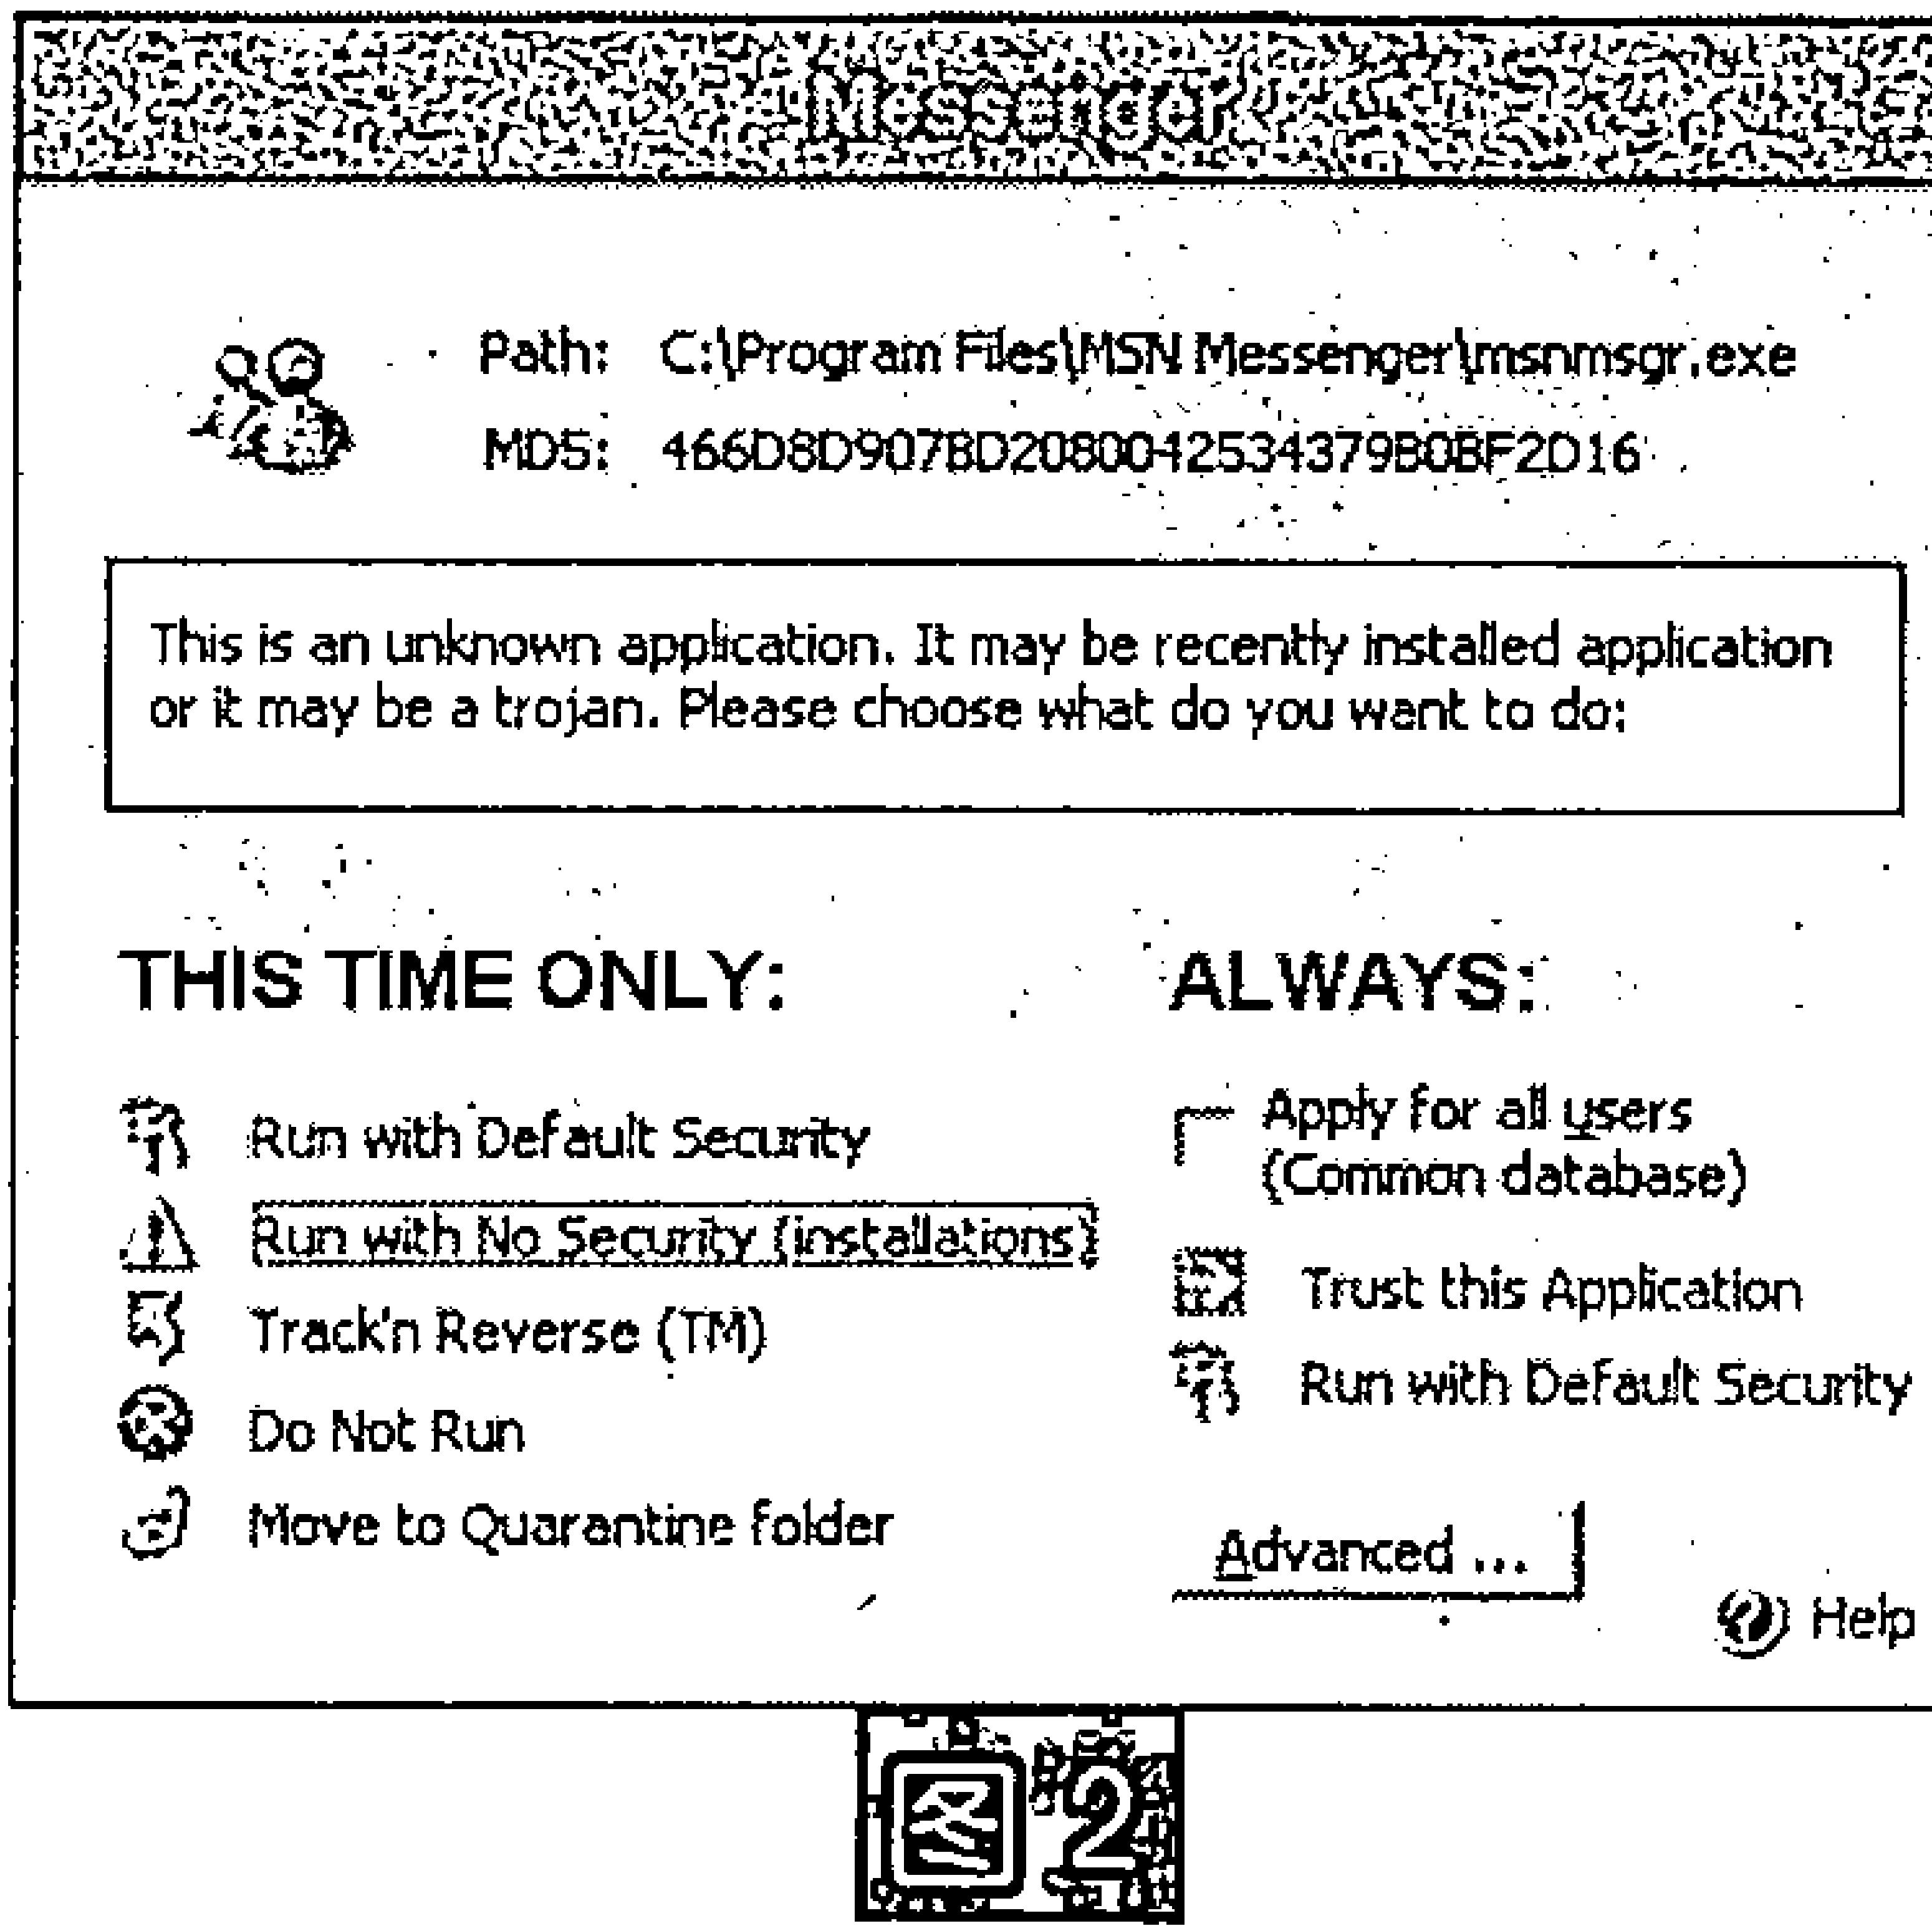 Messenger
Path: C:\Program Files\MSN Messenger\msnmsgr.exe
MD5: 466D8D907BD2080042534379B0BF2D16
This is an unknown application. It may be recently installed application
or it may be a trojan. Please choose what do you want to do:
THIS TIME ONLY:
Run with Default Security
Run with No Security (installations)
Track'n Reverse (TM)
Do Not Run
Move to Quarantine folder
ALWAYS:
Apply for all users
(Common database)
Trust this Application
Run with Default Security
Advanced ...
Help
图 2